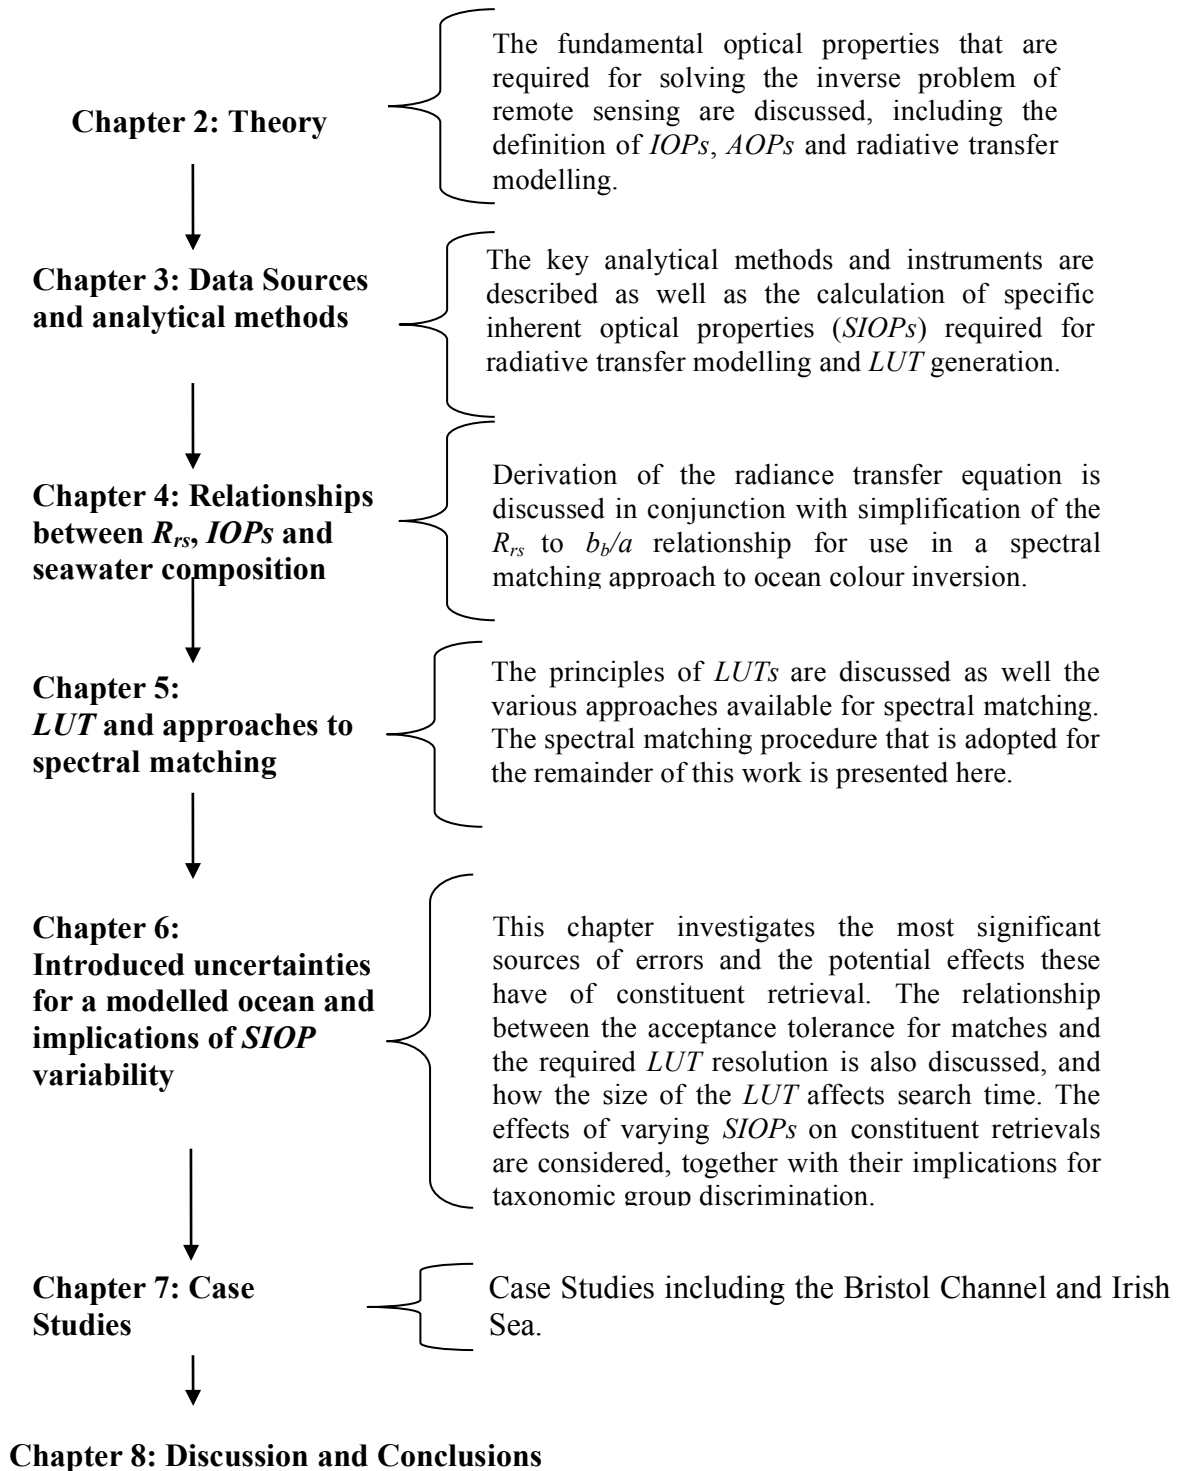 Chapter 2: Theory
The fundamental optical properties that are
required for solving the inverse problem of
remote sensing are discussed, including the
definition of IOPs, AOPs and radiative transfer
modelling.
Chapter 3: Data Sources
and analytical methods
The key analytical methods and instruments are
described as well as the calculation of specific
inherent optical properties (SIOPs) required for
radiative transfer modelling and LUT generation.
Chapter 4: Relationships
between Rrs, IOPs and
seawater composition
Derivation of the radiance transfer equation is
discussed in conjunction with simplification of the
Rrs to bb/a relationship for use in a spectral
matching approach to ocean colour inversion.
Chapter 5:
LUT and approaches to
spectral matching
The principles of LUTs are discussed as well the
various approaches available for spectral matching.
The spectral matching procedure that is adopted for
the remainder of this work is presented here.
Chapter 6:
Introduced uncertainties
for a modelled ocean and
implications of SIOP
variability
This chapter investigates the most significant
sources of errors and the potential effects these
have of constituent retrieval. The relationship
between the acceptance tolerance for matches and
the required LUT resolution is also discussed, and
how the size of the LUT affects search time. The
effects of varying SIOPs on constituent retrievals
are considered, together with their implications for
taxonomic group discrimination.
Chapter 7: Case
Studies
Case Studies including the Bristol Channel and Irish
Sea.
Chapter 8: Discussion and Conclusions